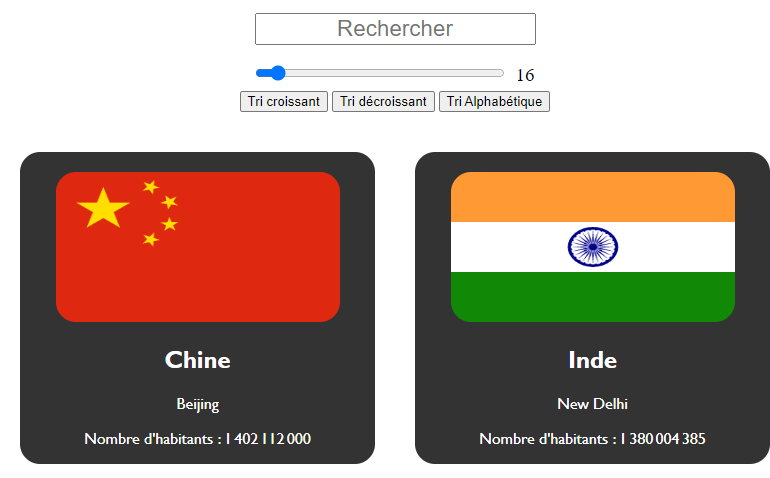 Rechercher
16
Tri croissant Tri décroissant Tri Alphabétique
Chine
Beijing
Nombre d'habitants : 1 402 112 000
Inde
New Delhi
Nombre d'habitants : 1 380 004 385